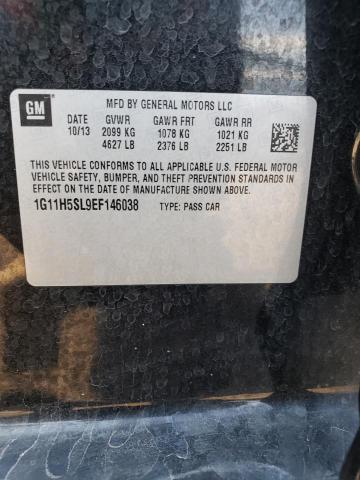 GM
MFD BY GENERAL MOTORS LLC
DATE GVWR GAWR FRT GAWR RR
10/13 2099 KG 1078 KG 1021 KG
4627 LB 2376 LB 2251 LB
THIS VEHICLE CONFORMS TO ALL APPLICABLE U.S. FEDERAL MOTOR
VEHICLE SAFETY, BUMPER, AND THEFT PREVENTION STANDARDS IN
EFFECT ON THE DATE OF MANUFACTURE SHOWN ABOVE.
1G11H5SL9EF146038 TYPE: PASS CAR